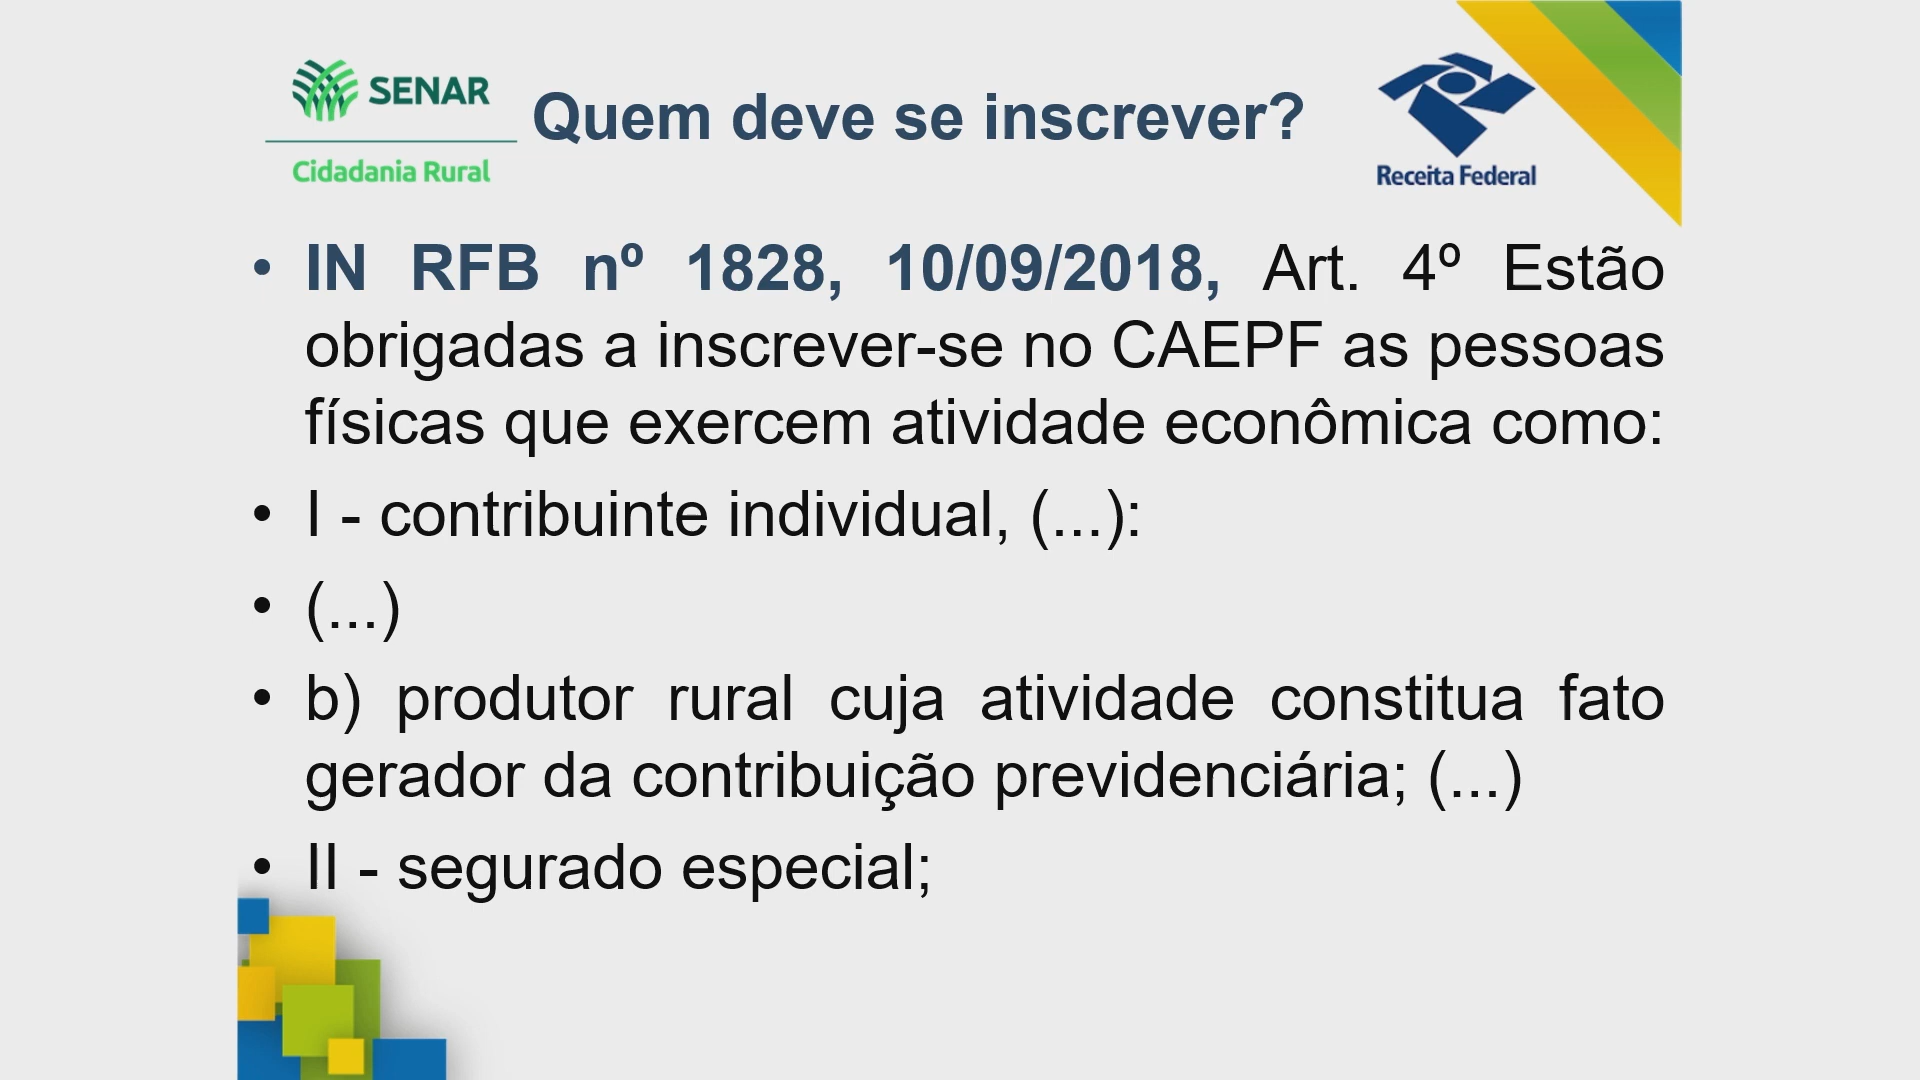 SENAR
Cidadania Rural
Quem deve se inscrever?
Receita Federal
• IN RFB nº 1828, 10/09/2018, Art. 4º Estão
obrigadas a inscrever-se no CAEPF as pessoas
físicas que exercem atividade econômica como:
• I - contribuinte individual, (...):
• (...)
• b) produtor rural cuja atividade constitua fato
gerador da contribuição previdenciária; (...)
• II - segurado especial;